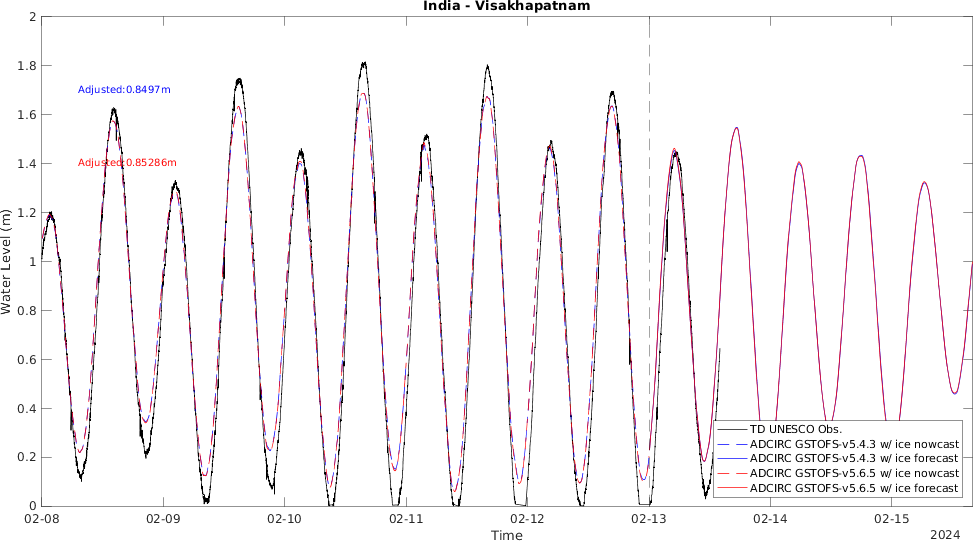 India - Visakhapatnam
2
1.8
Adjusted:0.8497m
1.6
1.4
Adjusted:0.85286m
1.2
1
0.8
0.6
0.4
0.2
0
Water Level (m)
TD UNESCO Obs.
ADCIRC GSTOFS-v5.4.3 w/ ice nowcast
ADCIRC GSTOFS-v5.4.3 w/ ice forecast
ADCIRC GSTOFS-v5.6.5 w/ ice nowcast
ADCIRC GSTOFS-v5.6.5 w/ ice forecast
02-08 02-09 02-10 02-11 02-12 02-13 02-14 02-15
Time
2024